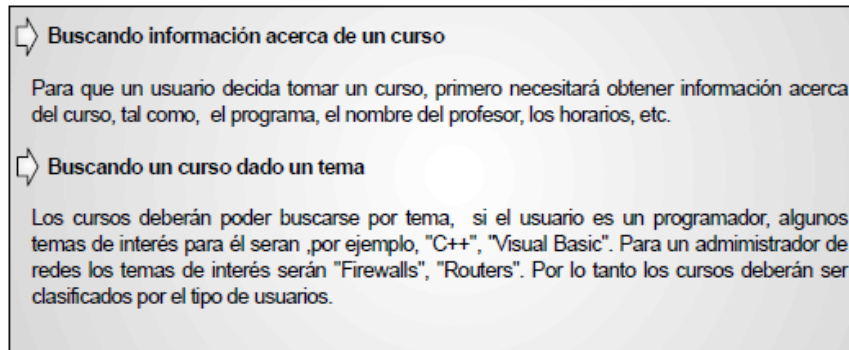 Buscando información acerca de un curso
Para que un usuario decida tomar un curso, primero necesitará obtener información acerca
del curso, tal como, el programa, el nombre del profesor, los horarios, etc.
Buscando un curso dado un tema
Los cursos deberán poder buscarse por tema, si el usuario es un programador, algunos
temas de interés para él seran ,por ejemplo, "C++", "Visual Basic". Para un admimistrador de
redes los temas de interés serán "Firewalls", "Routers". Por lo tanto los cursos deberán ser
clasificados por el tipo de usuarios.